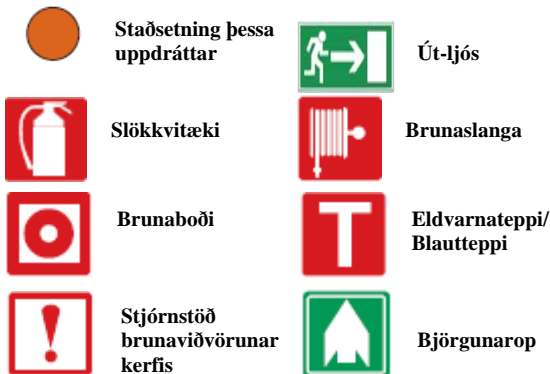 Staðsetning þessa
uppdráttar
Út-ljós
Slökkvitæki
Brunaslanga
Brunaboði
T
Eldvarnateppi/
Blautteppi
!
Stjórnstöð
brunaviðvörunar
kerfis
Björgunarop